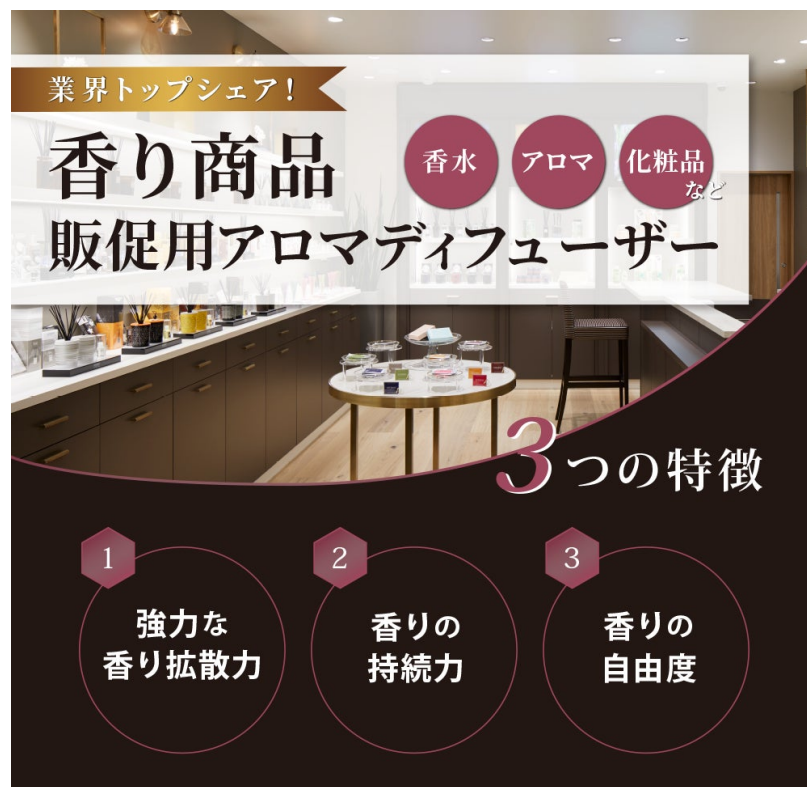 業界トップシェア!
香り商品
香水
アロマ
化粧品
など
販促用アロマディフューザー
3つの特徴
1
強力な
香り拡散力
2
香りの
持続力
3
香りの
自由度